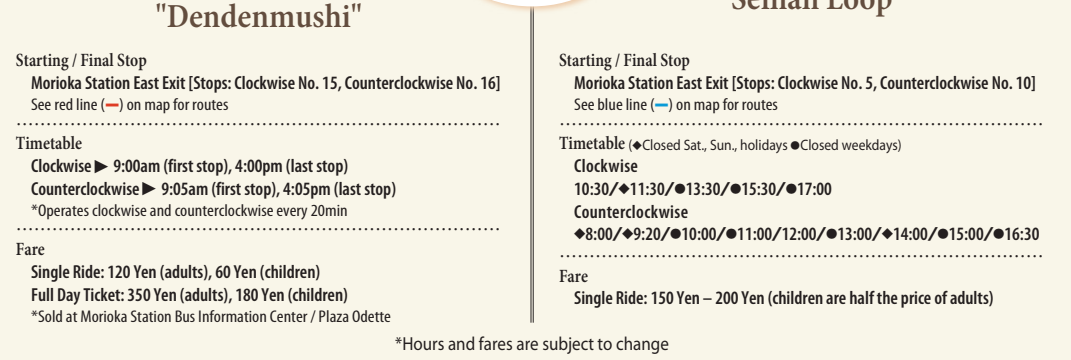 "Dendenmushi"
Starting / Final Stop
Morioka Station East Exit [Stops: Clockwise No. 15, Counterclockwise No. 16]
See red line (━) on map for routes
Timetable
Clockwise ▶ 9:00am (first stop), 4:00pm (last stop)
Counterclockwise ▶ 9:05am (first stop), 4:05pm (last stop)
*Operates clockwise and counterclockwise every 20min
Fare
Single Ride: 120 Yen (adults), 60 Yen (children)
Full Day Ticket: 350 Yen (adults), 180 Yen (children)
*Sold at Morioka Station Bus Information Center / Plaza Odette
Loop
Starting / Final Stop
Morioka Station East Exit [Stops: Clockwise No. 5, Counterclockwise No. 10]
See blue line (━) on map for routes
Timetable (◆Closed Sat., Sun., holidays ●Closed weekdays)
Clockwise
10:30/◆11:30/●13:30/●15:30/●17:00
Counterclockwise
◆8:00/◆9:20/●10:00/●11:00/12:00/●13:00/◆14:00/●15:00/●16:30
Fare
Single Ride: 150 Yen – 200 Yen (children are half the price of adults)
*Hours and fares are subject to change